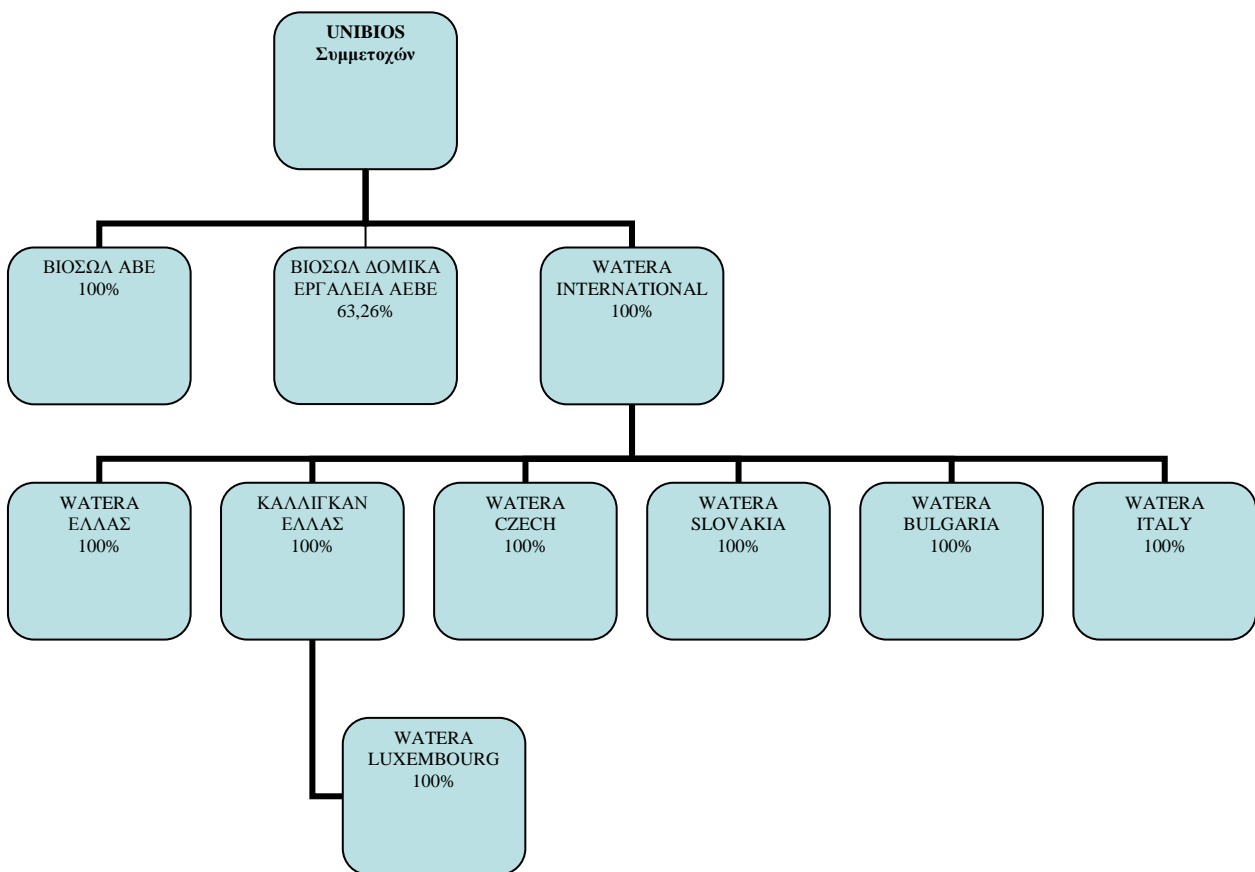 UNIBIOS
Συμμετοχών
ΒΙΟΣΩΛ ΑΒΕ
100%
ΒΙΟΣΩΛ ΔΟΜΙΚΑ
ΕΡΓΑΛΕΙΑ ΑΕΒΕ
63,26%
WATERA
INTERNATIONAL
100%
WATERA
ΕΛΛΑΣ
100%
ΚΑΛΛΙΓΚΑΝ
ΕΛΛΑΣ
100%
WATERA
CZECH
100%
WATERA
SLOVAKIA
100%
WATERA
BULGARIA
100%
WATERA
ITALY
100%
WATERA
LUXEMBOURG
100%